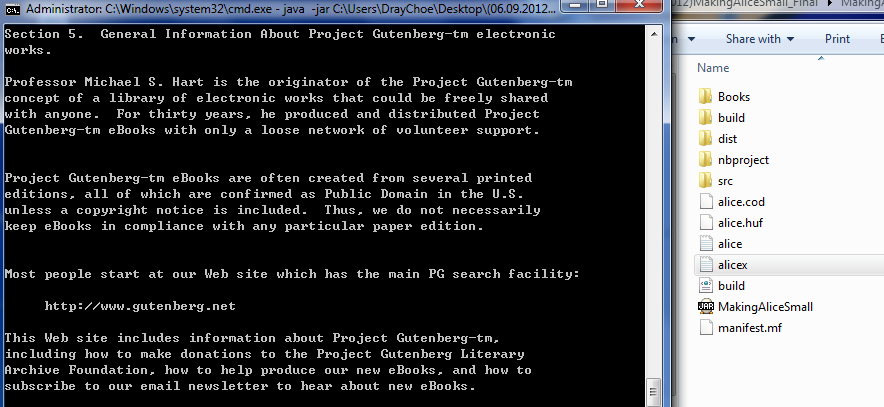 Administrator: C:\Windows\system32\cmd.exe - java -jar C:\Users\DrayChoe\Desktop\(06.09.2012...
Section 5.  General Information About Project Gutenberg-tm electronic
works.
Professor Michael S. Hart is the originator of the Project Gutenberg-tm
concept of a library of electronic works that could be freely shared
with anyone.  For thirty years, he produced and distributed Project
Gutenberg-tm eBooks with only a loose network of volunteer support.
Project Gutenberg-tm eBooks are often created from several printed
editions, all of which are confirmed as Public Domain in the U.S.
unless a copyright notice is included.  Thus, we do not necessarily
keep eBooks in compliance with any particular paper edition.
Most people start at our Web site which has the main PG search facility:
http://www.gutenberg.net
This Web site includes information about Project Gutenberg-tm,
including how to make donations to the Project Gutenberg Literary
Archive Foundation, how to help produce our new eBooks, and how to
subscribe to our email newsletter to hear about new eBooks.
2012)MakingAliceSmall_Final
Share with
Print
Name
Books
build
dist
nbproject
src
alice.cod
alice.huf
alice
alicex
build
MakingAliceSmall
manifest.mf